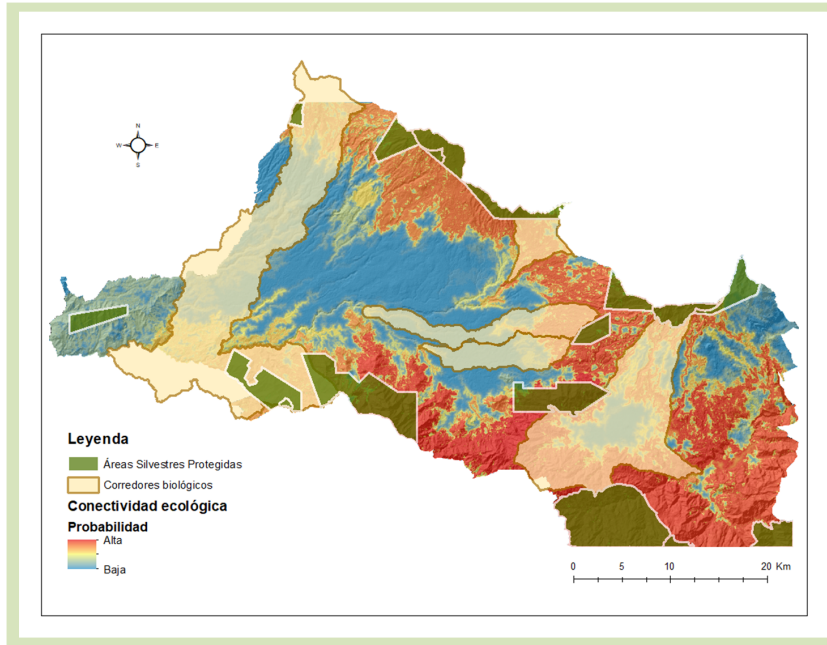 N
W E
S
Leyenda
Áreas Silvestres Protegidas
Corredores biológicos
Conectividad ecológica
Probabilidad
Alta
Baja
0 5 10 20 Km